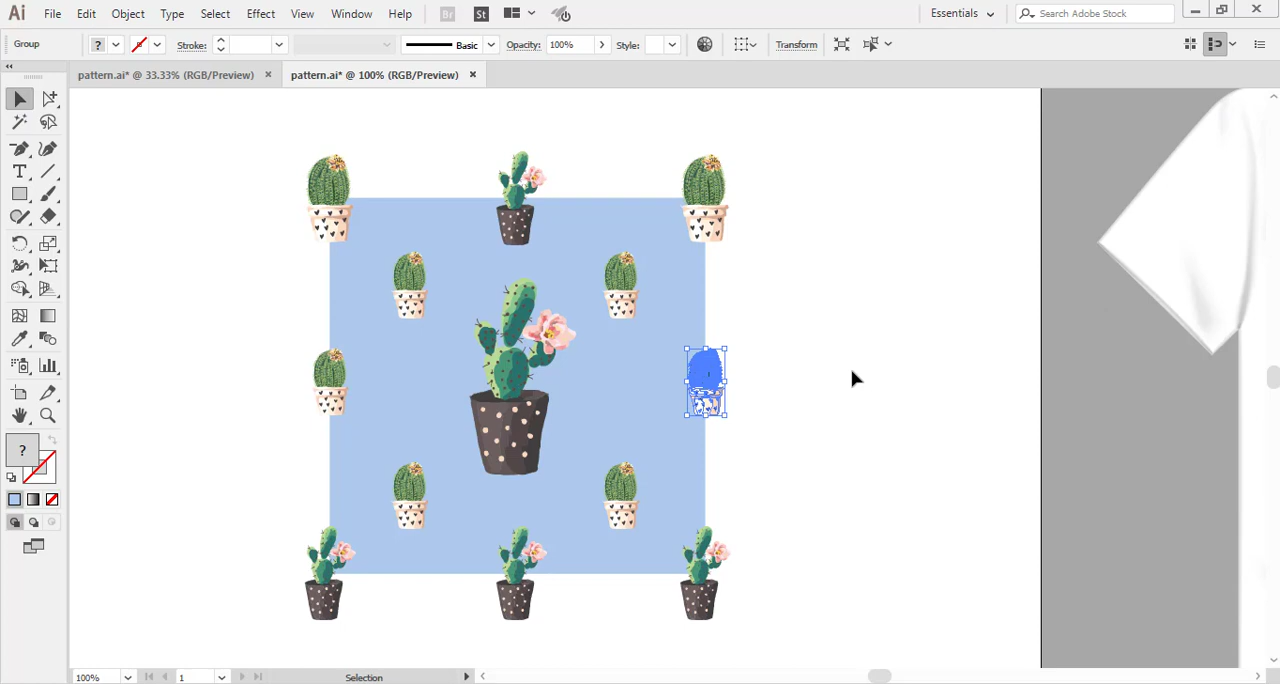 Ai File Edit Object Type Select Effect View Window Help Br St Essentials Search Adobe Stock
Group ? Stroke: Basic Opacity: 100% Style: Transform
pattern.ai* @ 33.33% (RGB/Preview) × pattern.ai* @ 100% (RGB/Preview) ×
T
?
100% 1 Selection